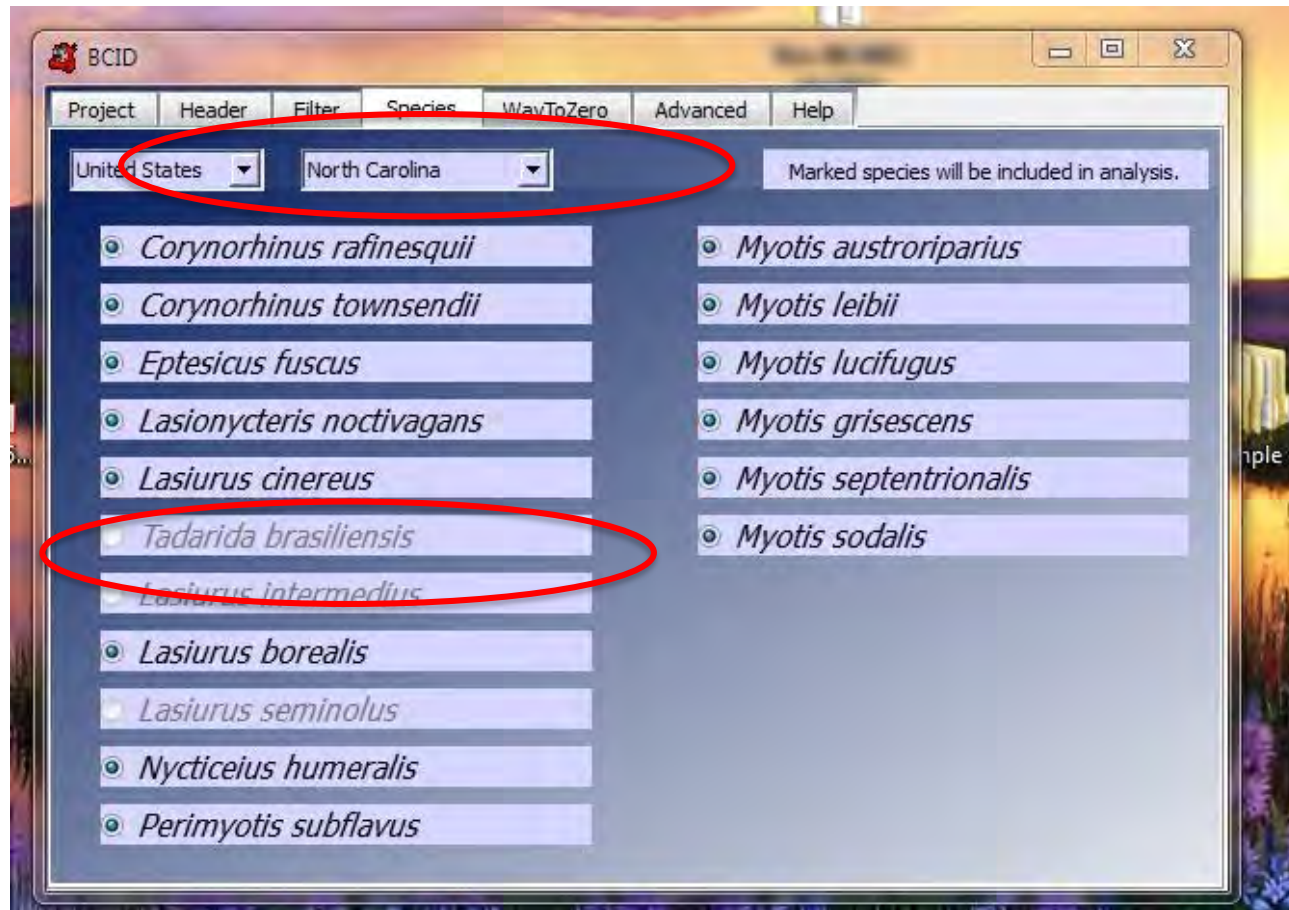 BCID
Project Header Filter Species WayToZero Advanced Help
United States North Carolina Marked species will be included in analysis.
Corynorhinus rafinesquii
Corynorhinus townsendii
Eptesicus fuscus
Lasionycteris noctivagans
Lasiurus cinereus
Tadarida brasiliensis
Lasiurus intermedius
Lasiurus borealis
Lasiurus seminolus
Nycticeius humeralis
Perimyotis subflavus
Myotis austroriparius
Myotis leibii
Myotis lucifugus
Myotis grisescens
Myotis septentrionalis
Myotis sodalis